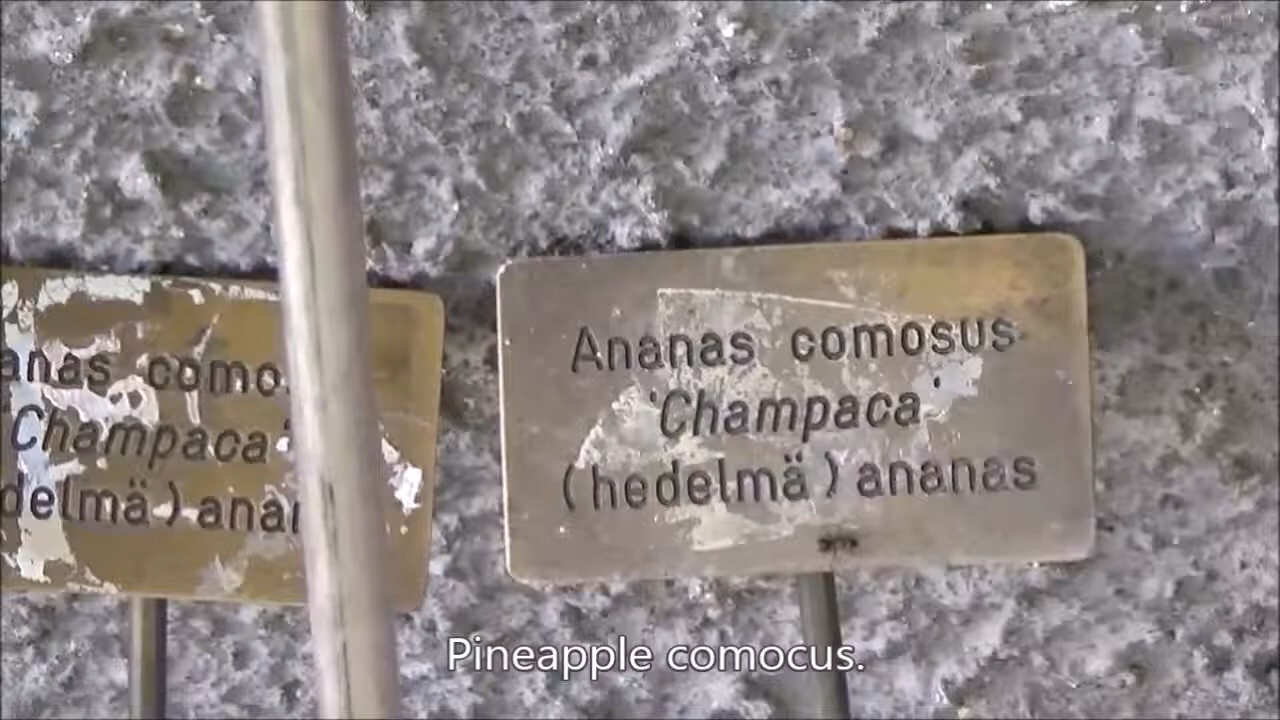 anas como
'Champaca'
delmä) anan
Ananas comosus
'Champaca
(hedelmä) ananas
Pineapple comocus.